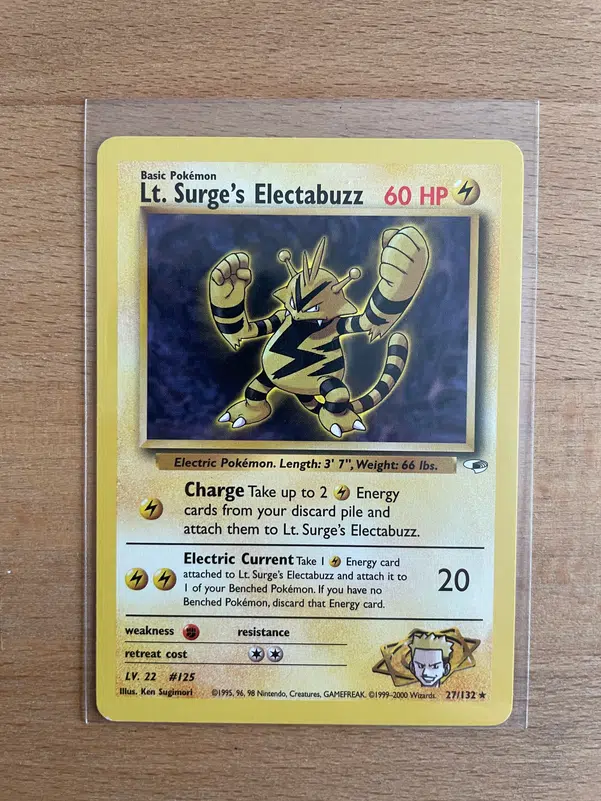 Basic Pokémon
Lt. Surge's Electabuzz 60 HP
Electric Pokémon. Length: 3' 7", Weight: 66 lbs.
Charge Take up to 2 Energy
cards from your discard pile and
attach them to Lt. Surge's Electabuzz.
Electric Current Take 1 Energy card
attached to Lt. Surge's Electabuzz and attach it to
1 of your Benched Pokémon. If you have no
Benched Pokémon, discard that Energy card.
20
weakness resistance
retreat cost
LV. 22 #125
Illus. Ken Sugimori ©1995, 96, 98 Nintendo, Creatures, GAMEFREAK. ©1999-2000 Wizards. 27/132 ★